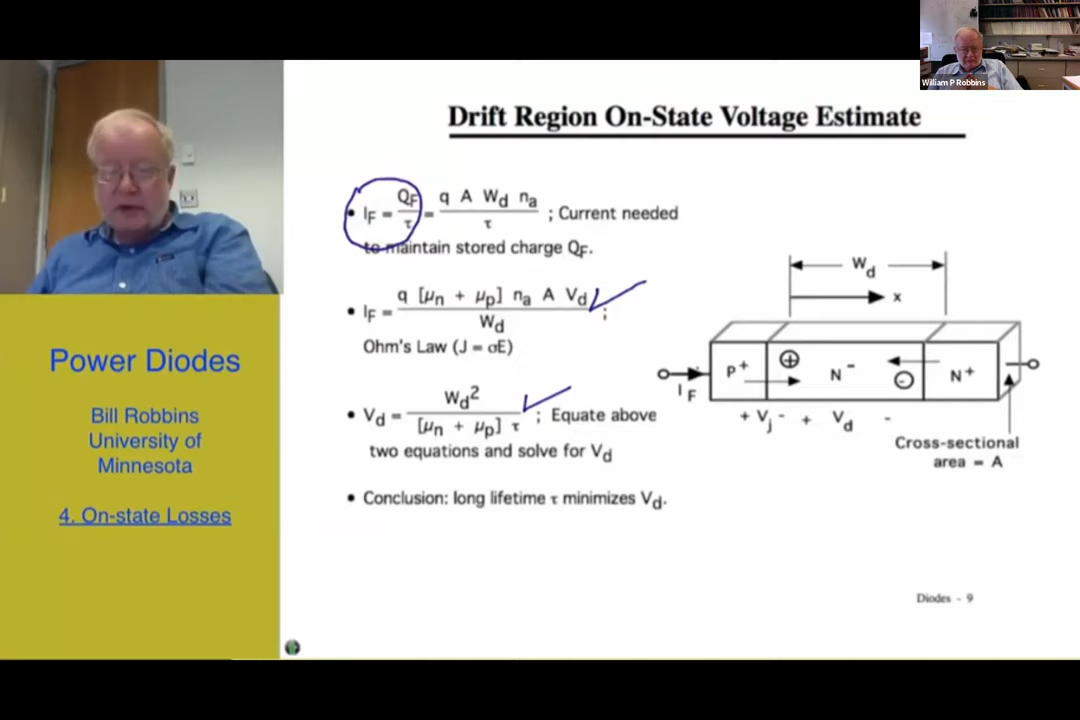 William P Robbins
Drift Region On-State Voltage Estimate
• I_F = Q_F / τ = q A W_d n_a / τ ; Current needed
to maintain stored charge Q_F.
• I_F = q [μ_n + μ_p] n_a A V_d / W_d ;
Ohm's Law (J = σE)
• V_d = W_d² / [μ_n + μ_p] τ ; Equate above
two equations and solve for V_d
• Conclusion: long lifetime τ minimizes V_d.
W_d
x
P+ ⊕ N- ⊖ N+
I_F
+ V_j - + V_d -
Cross-sectional
area = A
Power Diodes
Bill Robbins
University of
Minnesota
4. On-state Losses
Diodes - 9